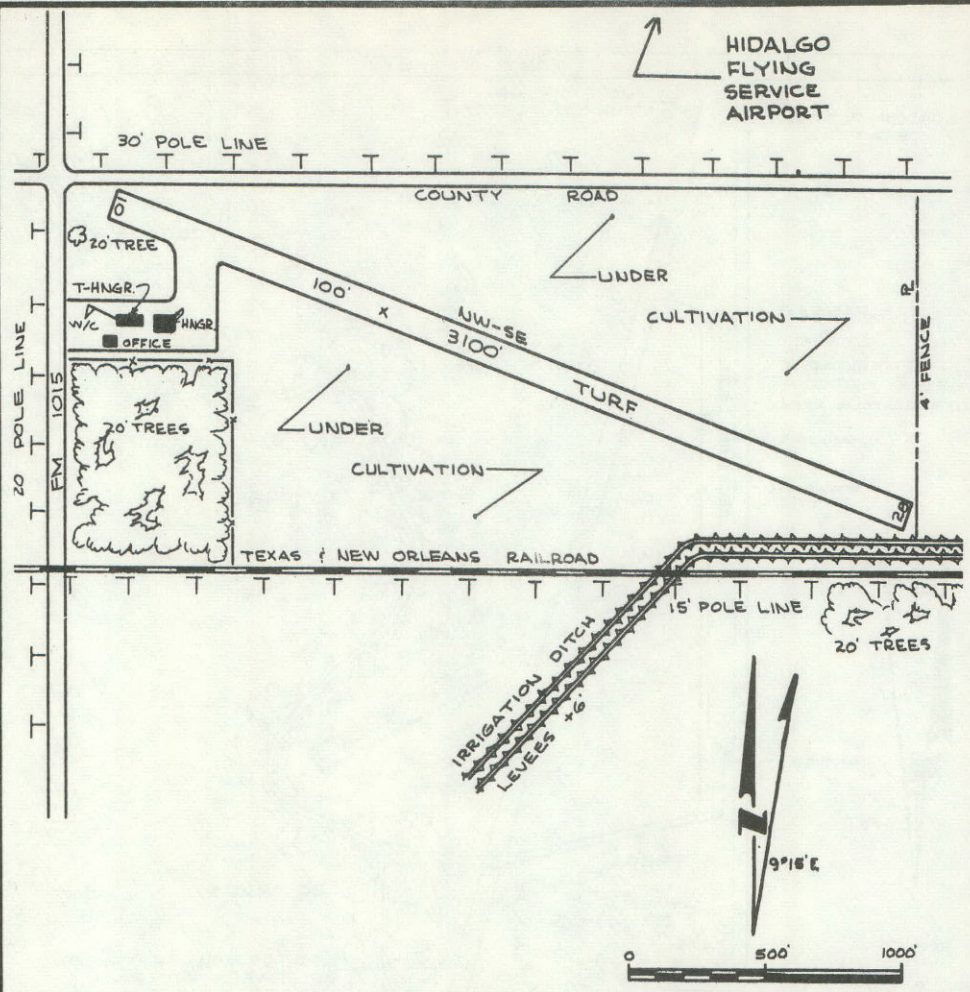 HIDALGO
FLYING
SERVICE
AIRPORT
30' POLE LINE
COUNTY ROAD
10
20' TREE
UNDER
CULTIVATION
T-HNGR.
W/C
HNGR.
OFFICE
100'
NW-SE
3100'
TURF
PL
4' FENCE
20' POLE LINE
FM 1015
20' TREES
UNDER
CULTIVATION
28
TEXAS & NEW ORLEANS RAILROAD
15' POLE LINE
20' TREES
IRRIGATION DITCH
LEVEES +6'
N
9°15'E
0 500' 1000'